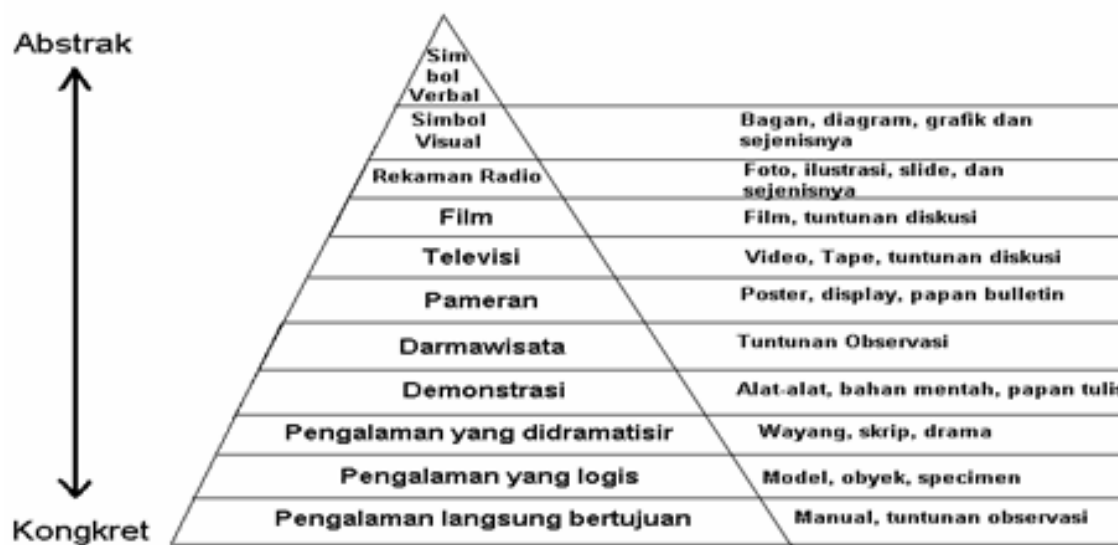 Abstrak
Sim
bol
Verbal
Simbol
Visual
Bagan, diagram, grafik dan
sejenisnya
Rekaman Radio
Foto, ilustrasi, slide, dan
sejenisnya
Film
Film, tuntunan diskusi
Televisi
Video, Tape, tuntunan diskusi
Pameran
Poster, display, papan bulletin
Darmawisata
Tuntunan Observasi
Demonstrasi
Alat-alat, bahan mentah, papan tulis
Pengalaman yang didramatisir
Wayang, skrip, drama
Pengalaman yang logis
Model, obyek, specimen
Pengalaman langsung bertujuan
Manual, tuntunan observasi
Kongkret